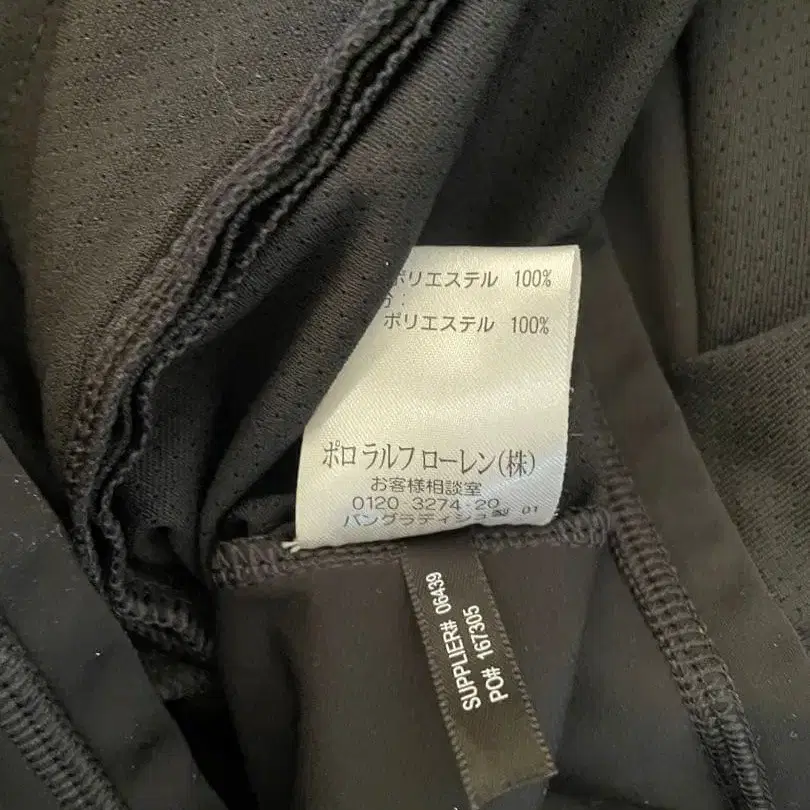 ポリエステル 100%
分:
ポリエステル 100%
ポロ ラルフ ローレン(株)
お客様相談室
0120 3274-20
バングラディシュ製 01
SUPPLIER# 06439
PO# 167305